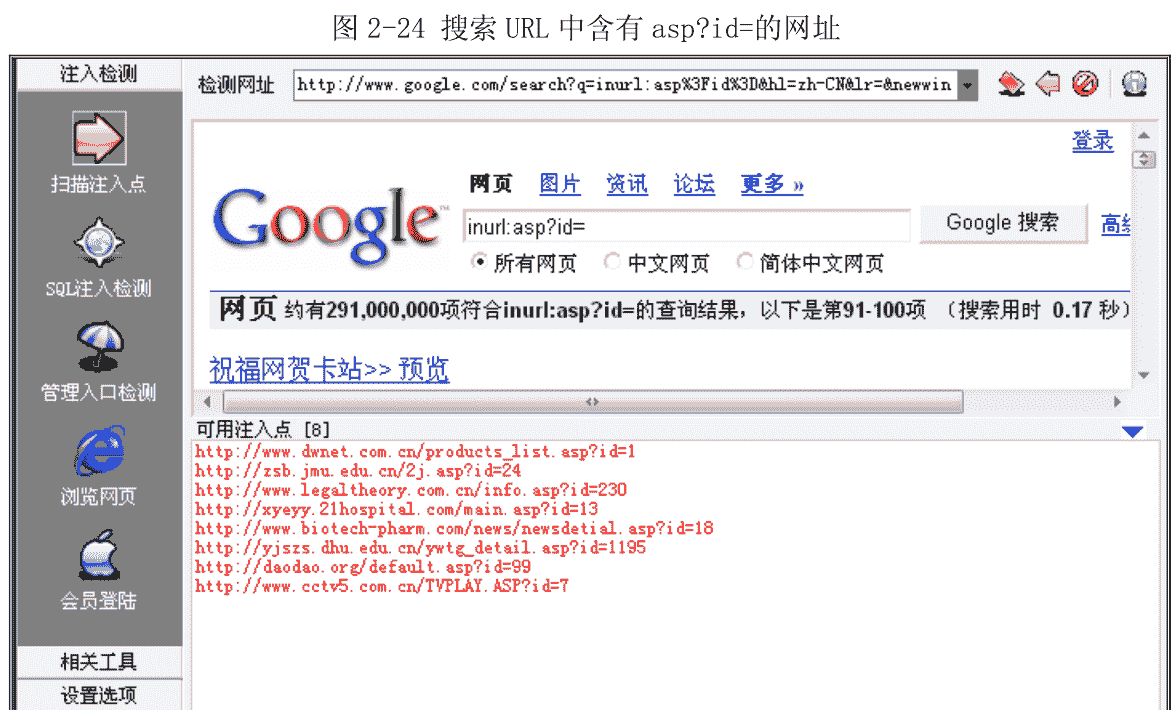 图 2-24 搜索 URL 中含有 asp?id=的网址
注入检测
检测网址 http://www.google.com/search?q=inurl:asp%3Fid%3D&hl=zh-CN&lr=&newwin
扫描注入点
SQL注入检测
管理入口检测
浏览网页
会员登陆
相关工具
设置选项
登录
网页 图片 资讯 论坛 更多 »
Google™
inurl:asp?id= Google 搜索
所有网页 中文网页 简体中文网页
网页 约有291,000,000项符合inurl:asp?id=的查询结果，以下是第91-100项 （搜索用时 0.17 秒）
祝福网贺卡站>> 预览
可用注入点 [8]
http://www.dwnet.com.cn/products_list.asp?id=1
http://zsb.jmu.edu.cn/2j.asp?id=24
http://www.legaltheory.com.cn/info.asp?id=230
http://xyeyy.21hospital.com/main.asp?id=13
http://www.biotech-pharm.com/news/newsdetial.asp?id=18
http://yjszs.dhu.edu.cn/ywtg_detail.asp?id=1195
http://daodao.org/default.asp?id=99
http://www.cctv5.com.cn/TVPLAY.ASP?id=7